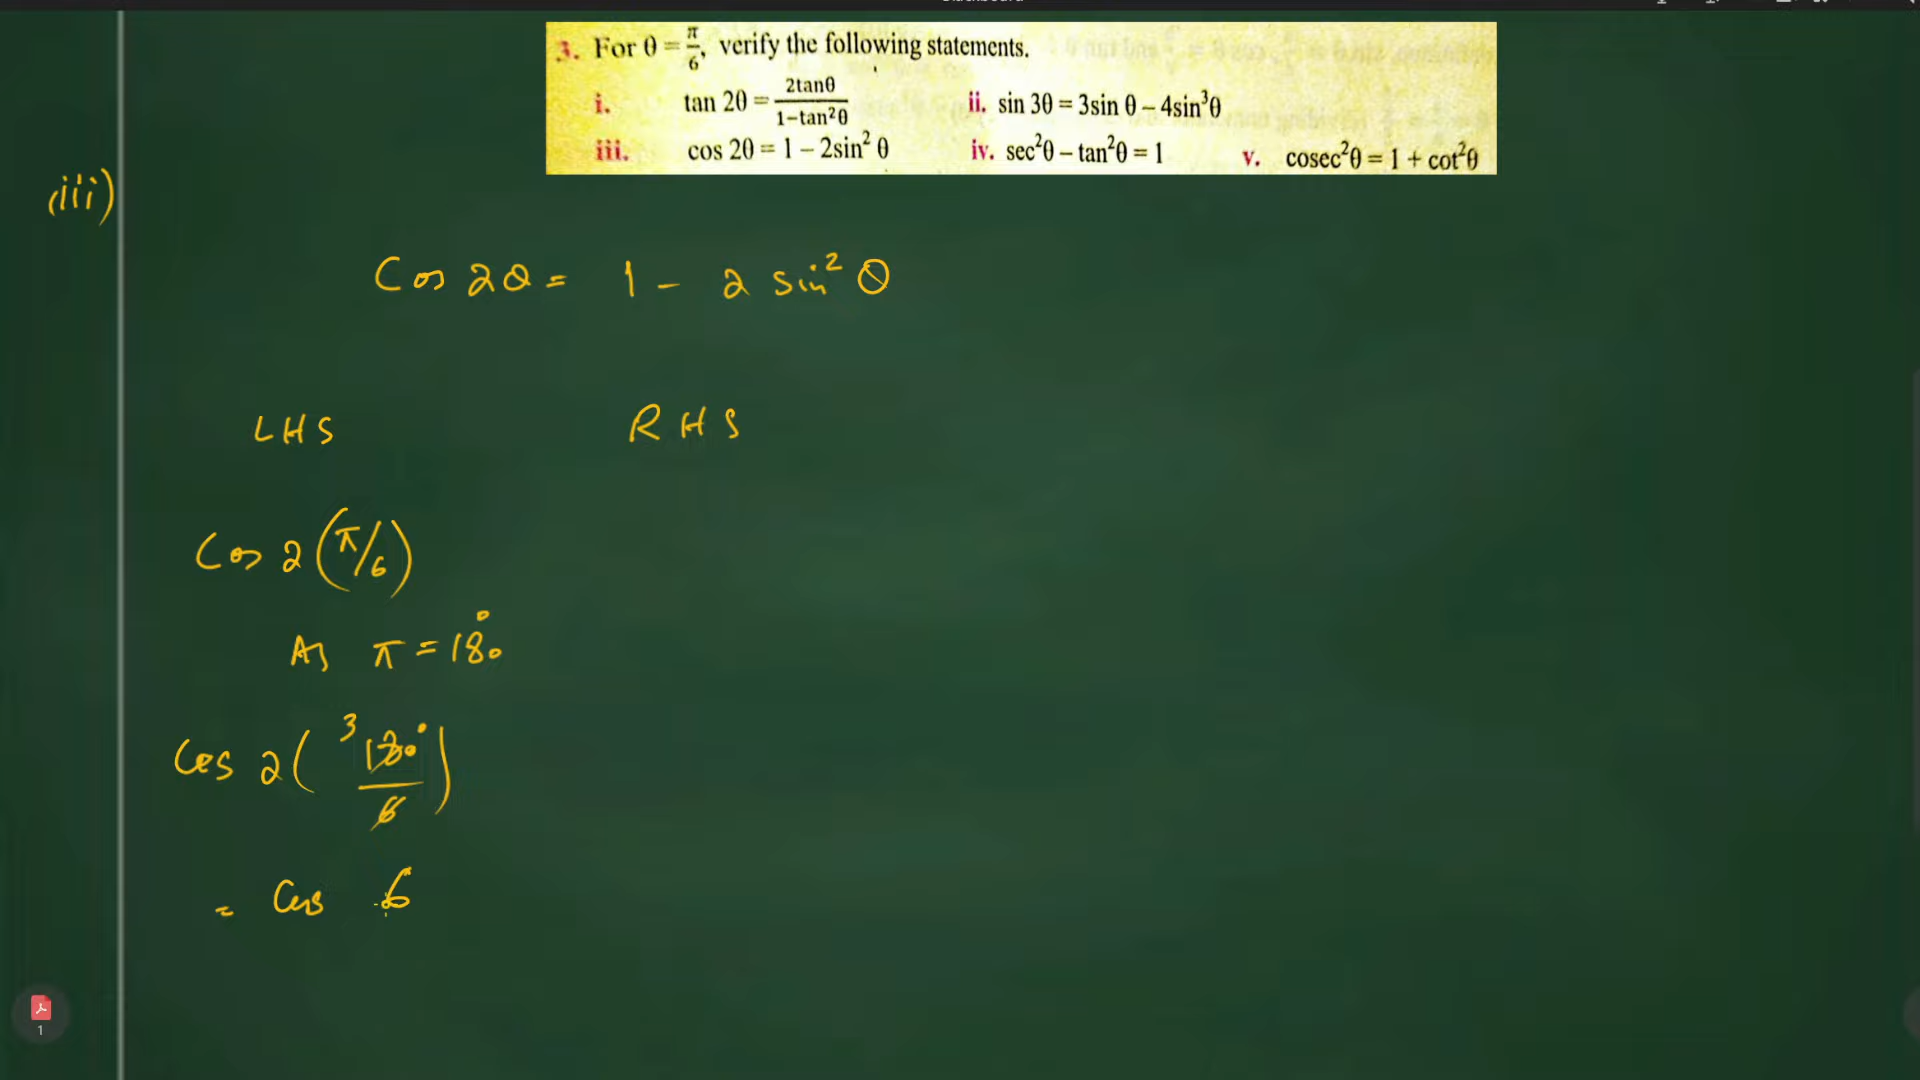 3. For θ = π/6, verify the following statements.
i. tan 2θ = 2tanθ/1−tan²θ ii. sin 3θ = 3sin θ – 4sin³θ
iii. cos 2θ = 1 – 2sin² θ iv. sec²θ – tan²θ = 1 v. cosec²θ = 1 + cot²θ
(iii)
Cos 2θ = 1 - 2 sin² θ
LHS RHS
Cos 2(π/6)
As π = 180°
Cos 2( 3 180°/6 )
= Cos 6
1